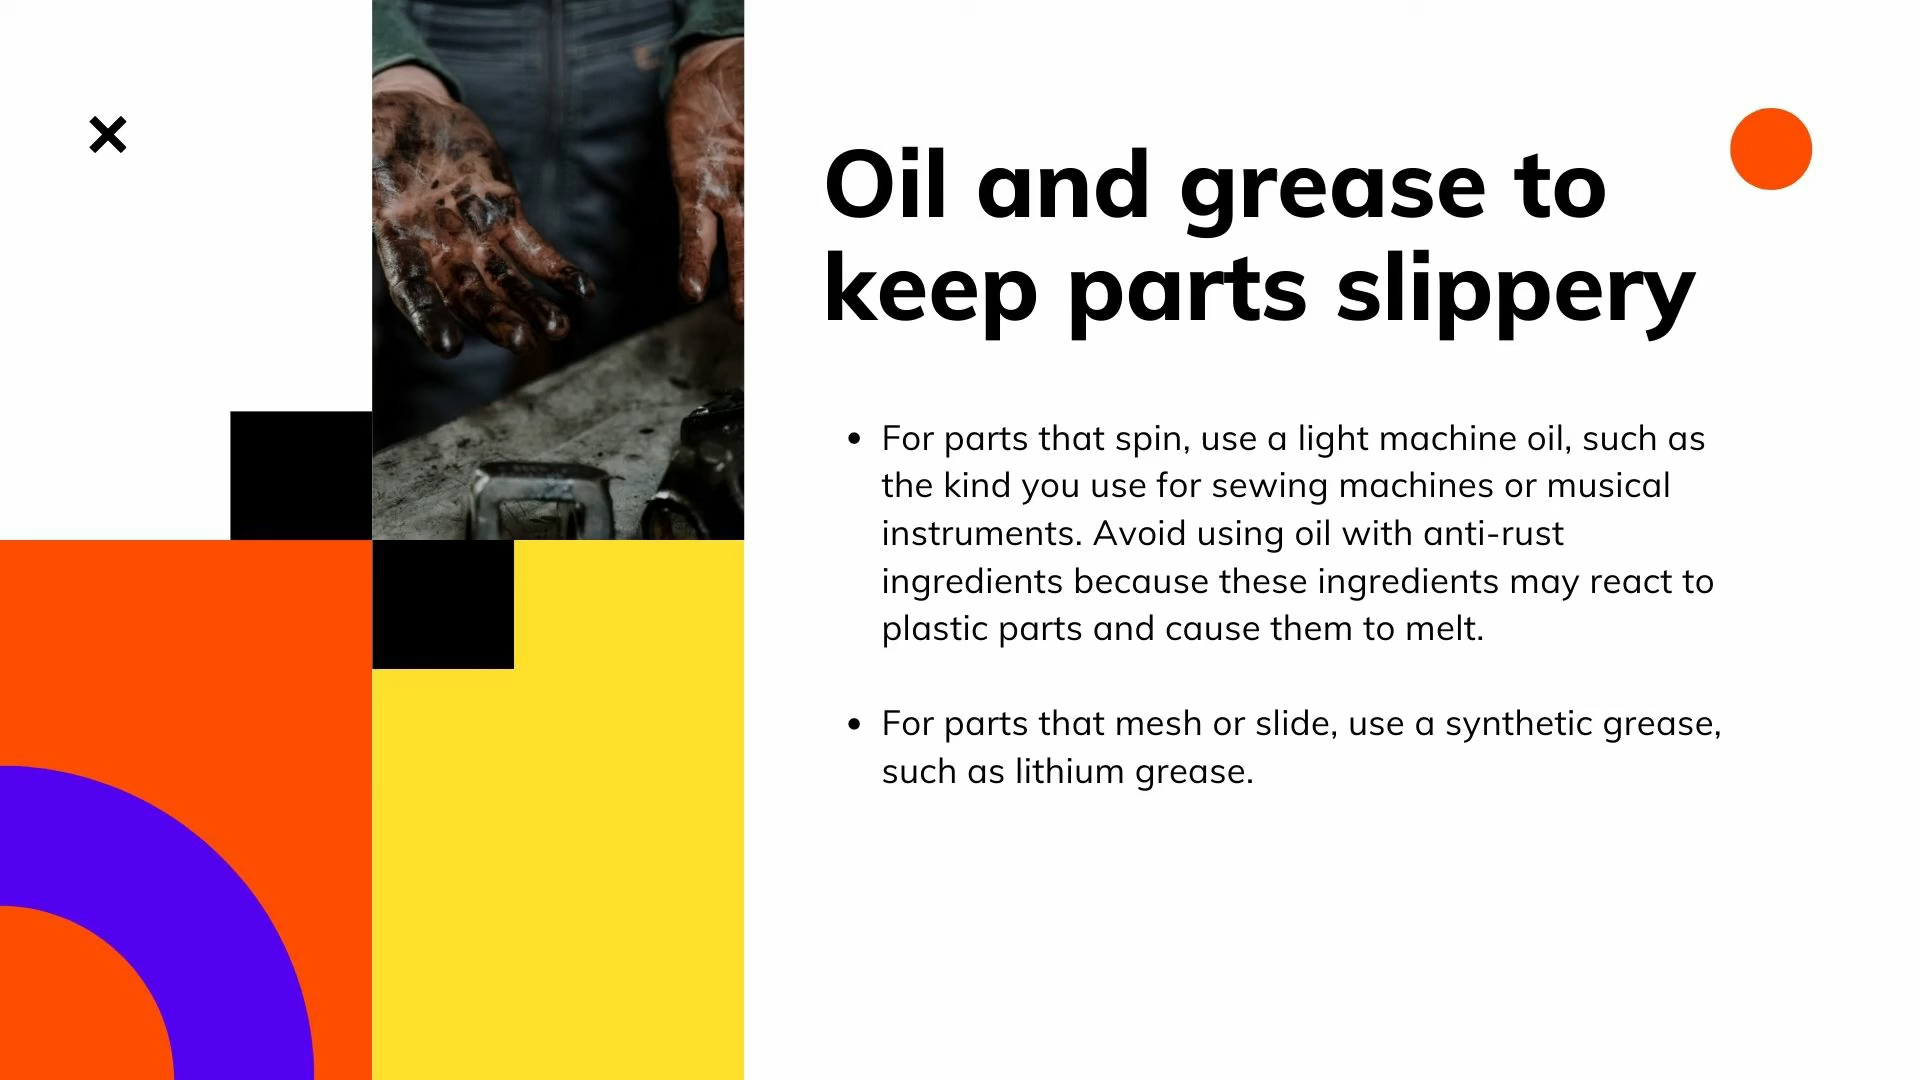 Oil and grease to
keep parts slippery
• For parts that spin, use a light machine oil, such as
the kind you use for sewing machines or musical
instruments. Avoid using oil with anti-rust
ingredients because these ingredients may react to
plastic parts and cause them to melt.
• For parts that mesh or slide, use a synthetic grease,
such as lithium grease.